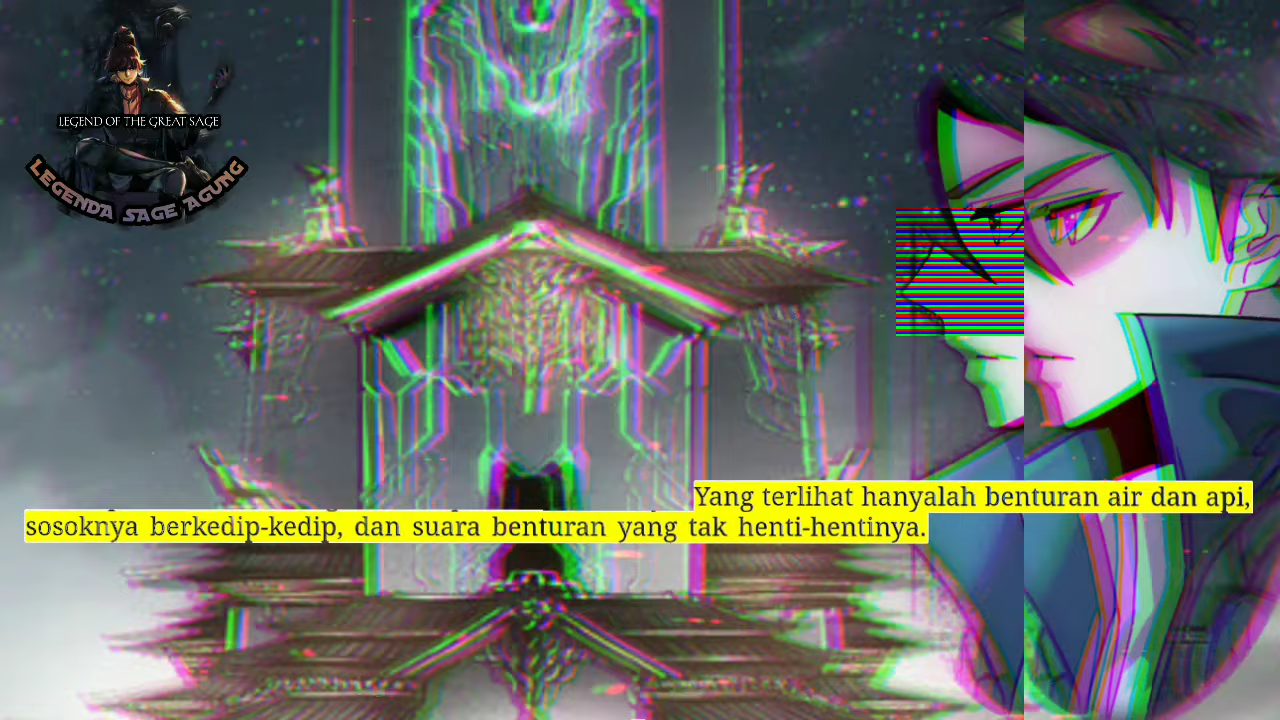 LEGEND OF THE GREAT SAGE
LEGENDA SAGE AGUNG
Yang terlihat hanyalah benturan air dan api,
sosoknya berkedip-kedip, dan suara benturan yang tak henti-hentinya.